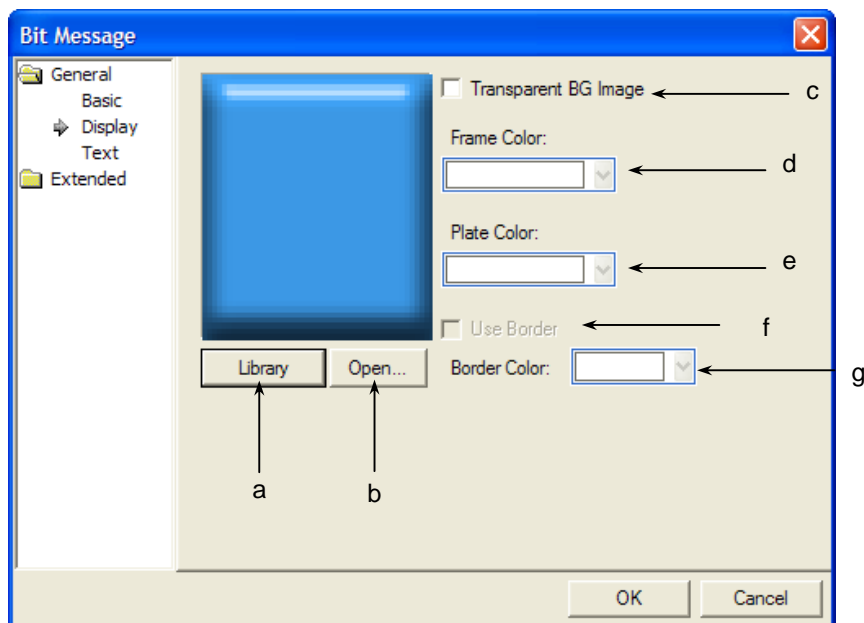 Bit Message
General
Basic
Display
Text
Extended
Transparent BG Image
c
Frame Color:
d
Plate Color:
e
Use Border
f
Library
Open...
Border Color:
g
a
b
OK
Cancel